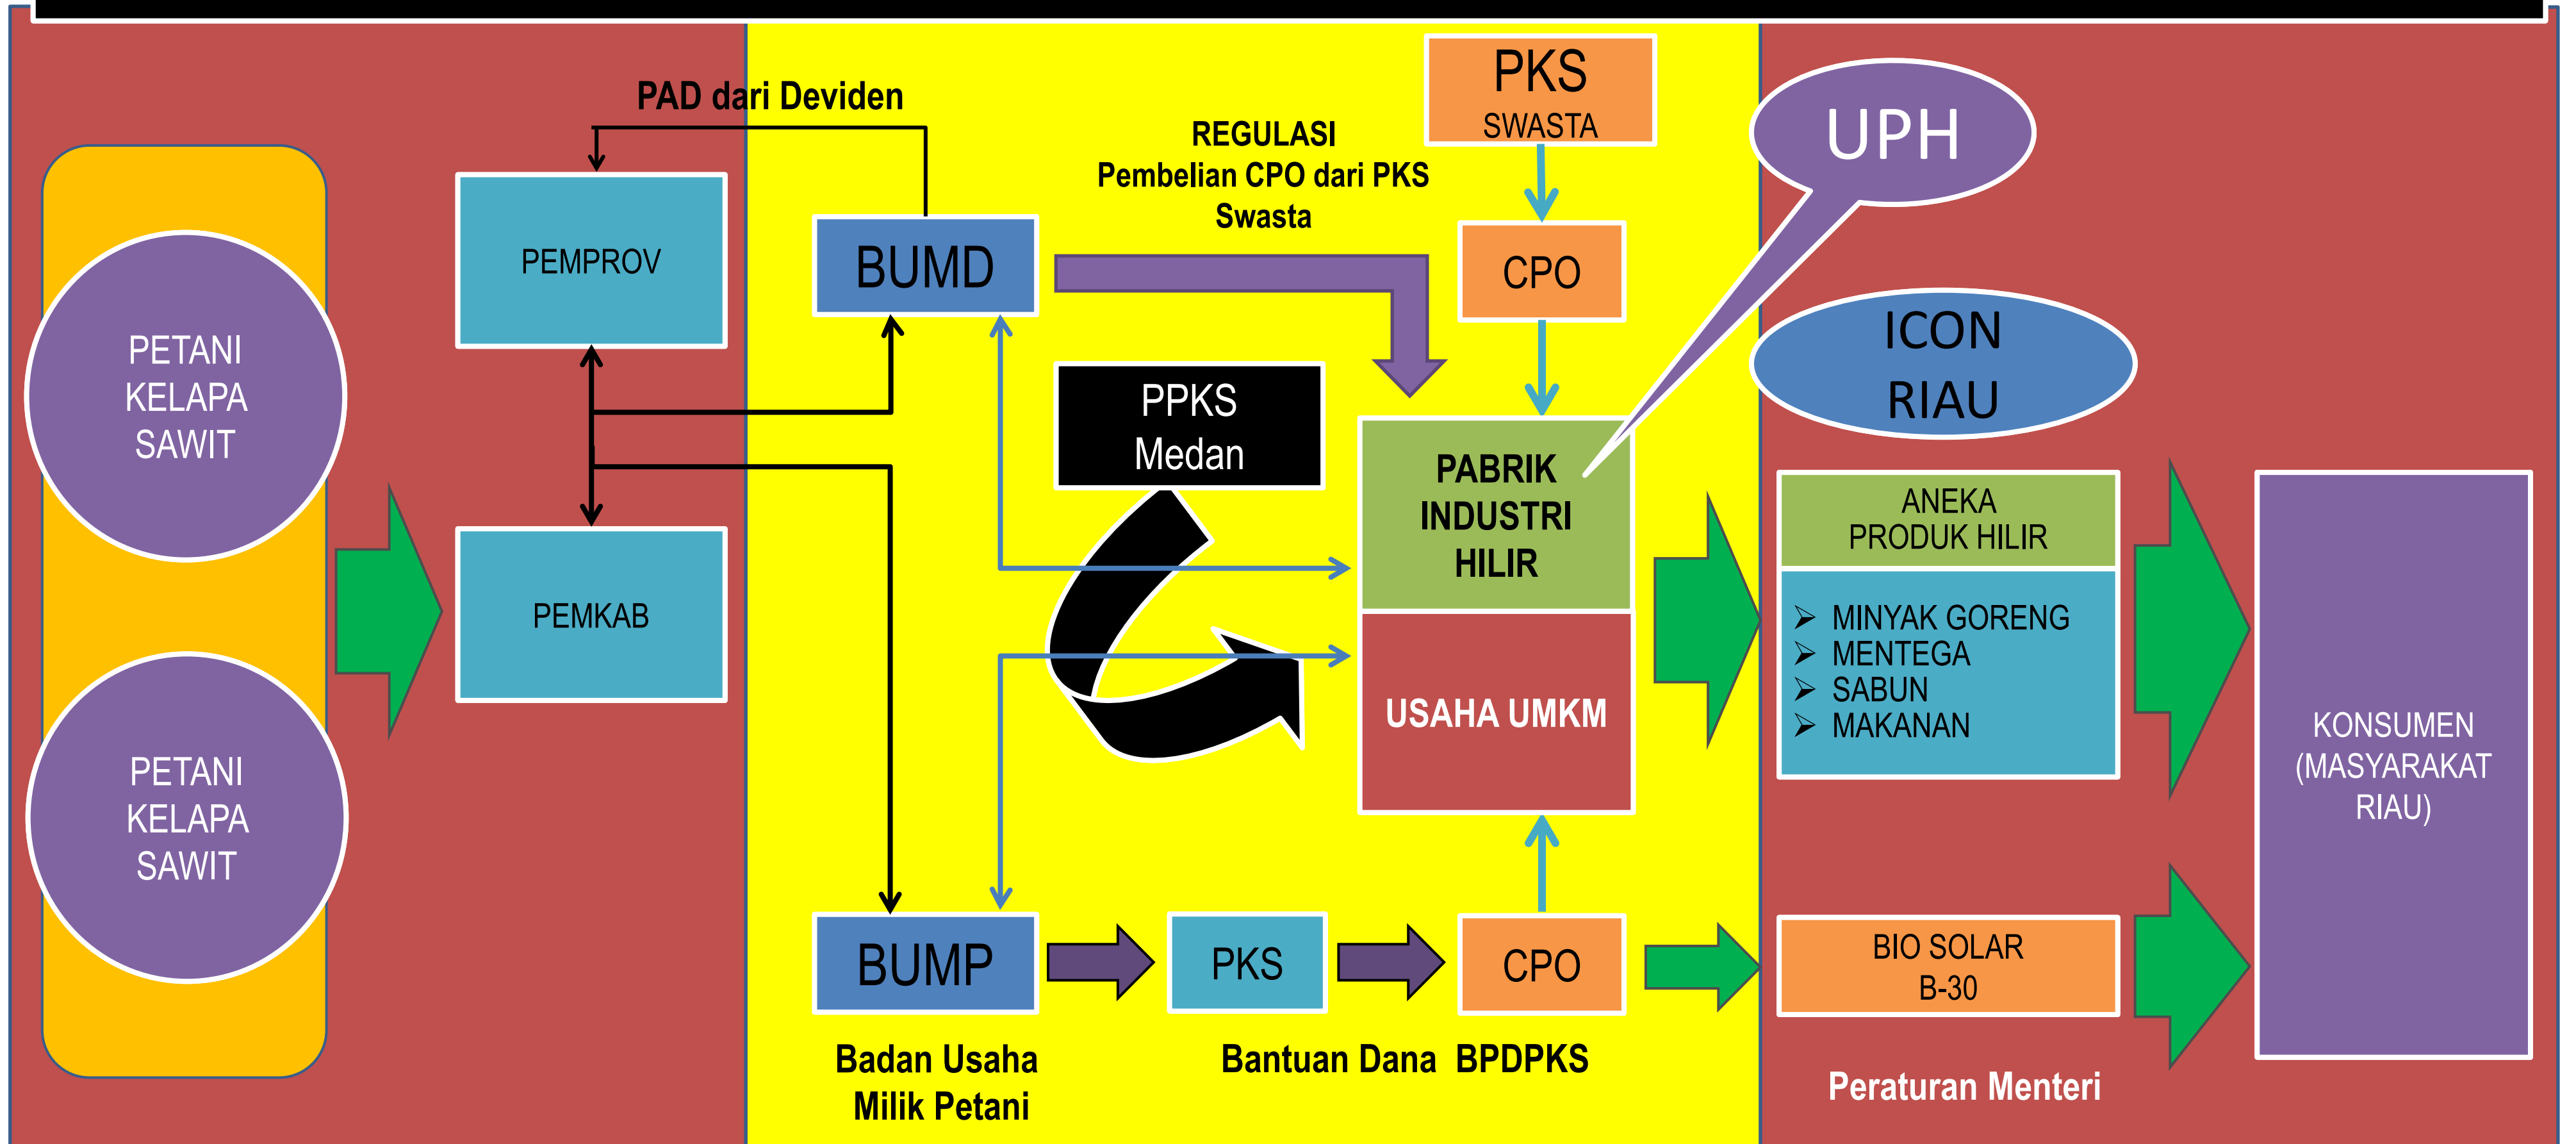 PETANI
KELAPA
SAWIT
PETANI
KELAPA
SAWIT
PAD dari Deviden
PEMPROV
PEMKAB
BUMD
REGULASI
Pembelian CPO dari PKS
Swasta
PKS
SWASTA
CPO
PPKS
Medan
PABRIK
INDUSTRI
HILIR
USAHA UMKM
BUMP
Badan Usaha
Milik Petani
PKS
CPO
Bantuan Dana  BPDPKS
UPH
ICON
RIAU
ANEKA
PRODUK HILIR
➢ MINYAK GORENG
➢ MENTEGA
➢ SABUN
➢ MAKANAN
BIO SOLAR
B-30
Peraturan Menteri
KONSUMEN
(MASYARAKAT
RIAU)